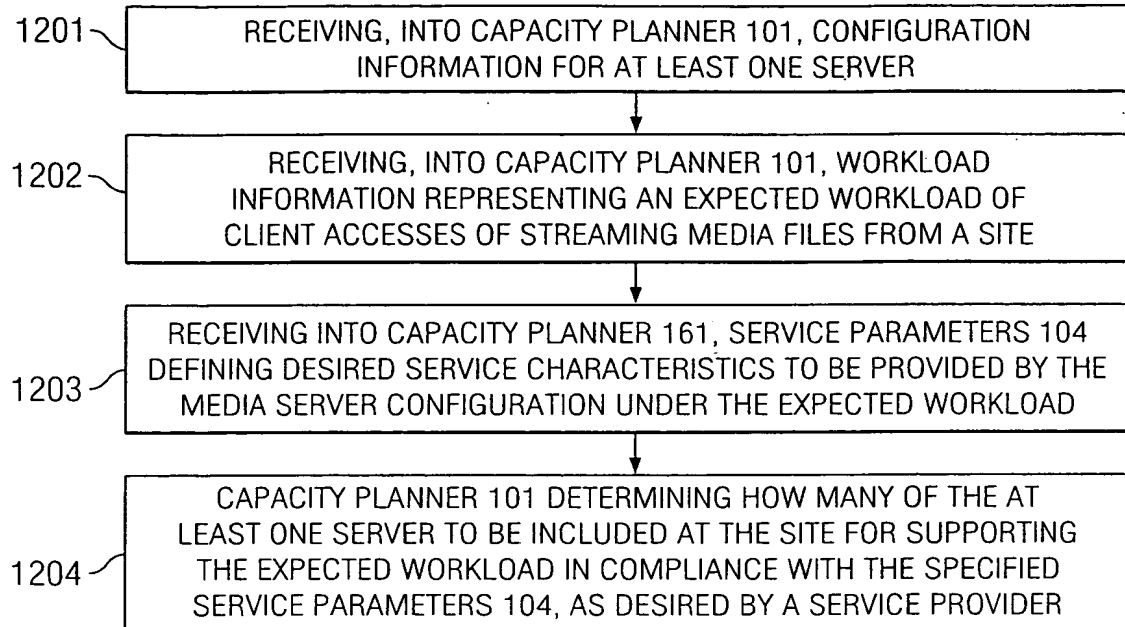 1201
RECEIVING, INTO CAPACITY PLANNER 101, CONFIGURATION
INFORMATION FOR AT LEAST ONE SERVER
1202
RECEIVING, INTO CAPACITY PLANNER 101, WORKLOAD
INFORMATION REPRESENTING AN EXPECTED WORKLOAD OF
CLIENT ACCESSES OF STREAMING MEDIA FILES FROM A SITE
1203
RECEIVING INTO CAPACITY PLANNER 161, SERVICE PARAMETERS 104
DEFINING DESIRED SERVICE CHARACTERISTICS TO BE PROVIDED BY THE
MEDIA SERVER CONFIGURATION UNDER THE EXPECTED WORKLOAD
1204
CAPACITY PLANNER 101 DETERMINING HOW MANY OF THE AT
LEAST ONE SERVER TO BE INCLUDED AT THE SITE FOR SUPPORTING
THE EXPECTED WORKLOAD IN COMPLIANCE WITH THE SPECIFIED
SERVICE PARAMETERS 104, AS DESIRED BY A SERVICE PROVIDER